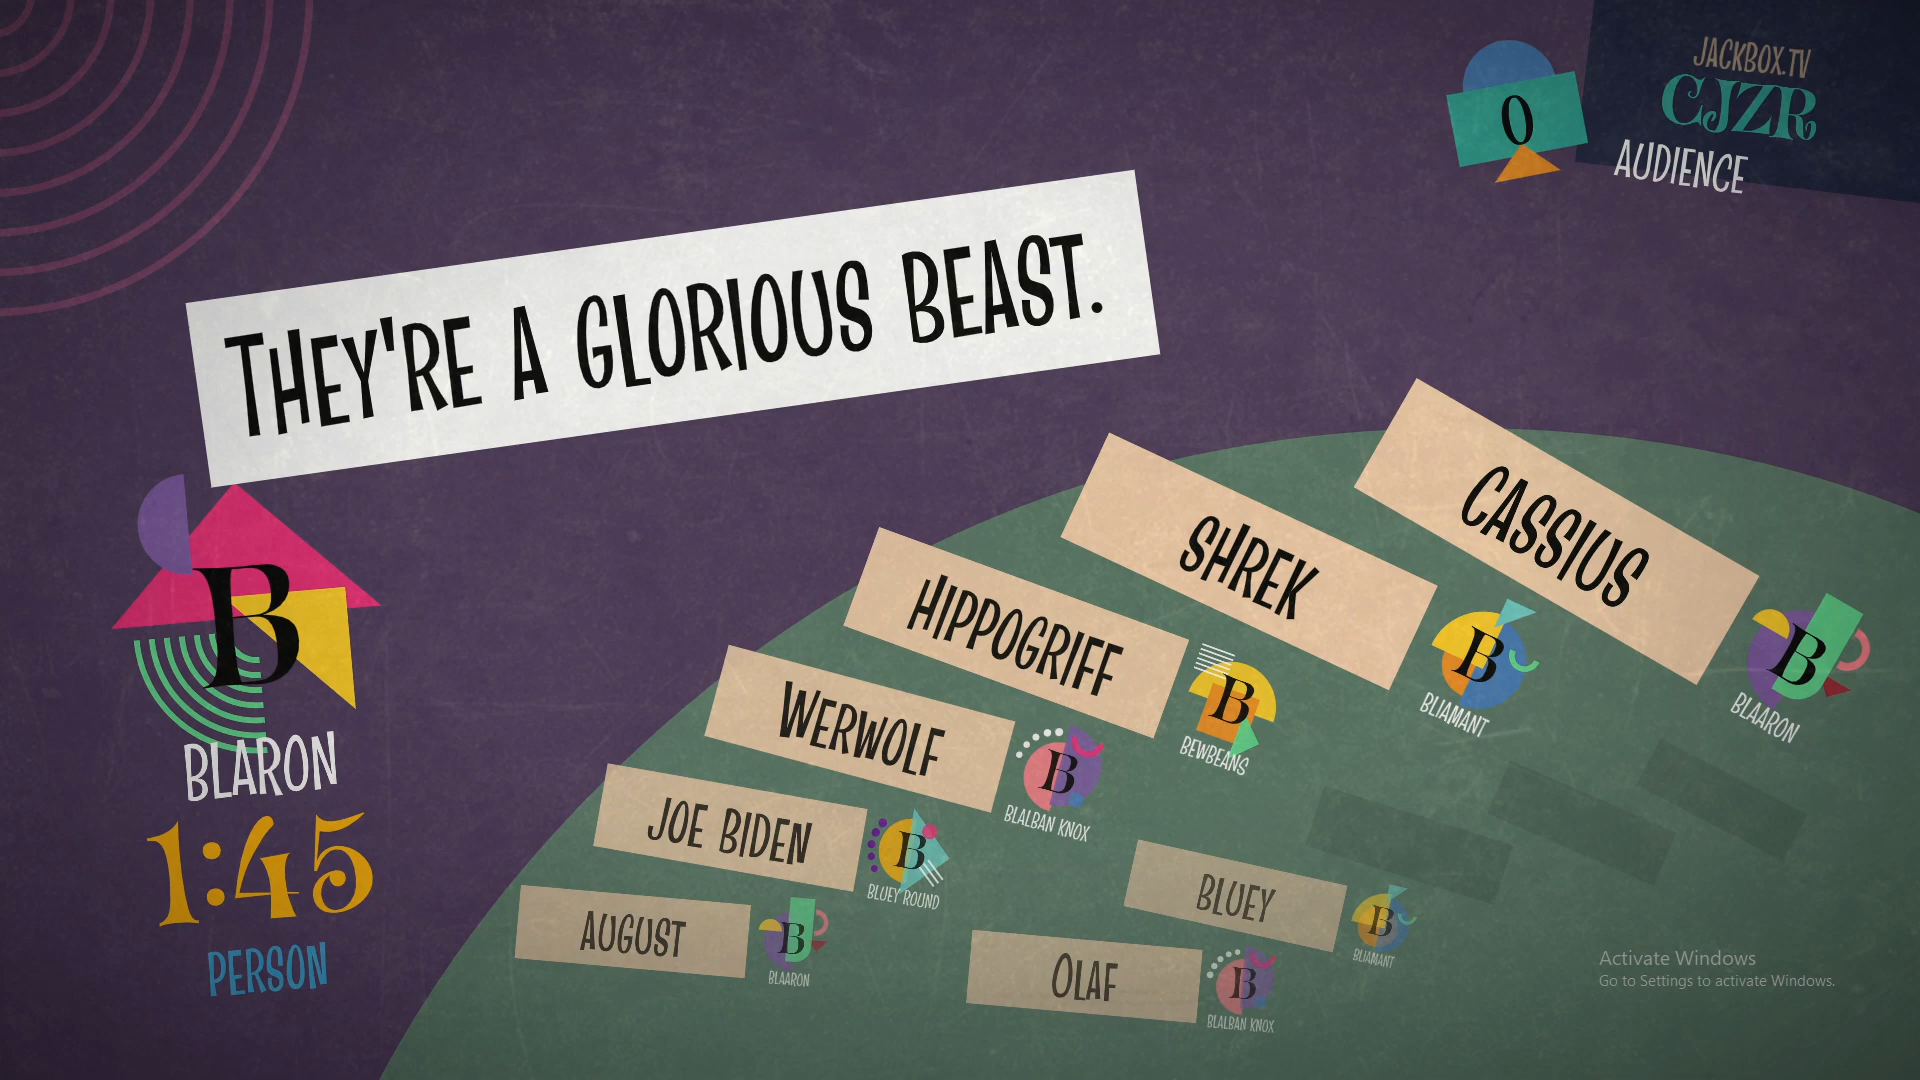 JACKBOX.TV
CJZR
AUDIENCE
0
THEY'RE A GLORIOUS BEAST.
B
BLARON
1:45
PERSON
CASSIUS
B
BLAARON
SHREK
B
BLIAMANT
HIPPOGRIFF
B
BEWBEANS
WERWOLF
B
BLALBAN KNOX
JOE BIDEN
B
BLUEY ROUND
AUGUST
B
BLAARON
BLUEY
B
BLIAMANT
OLAF
B
BLALBAN KNOX
Activate Windows
Go to Settings to activate Windows.